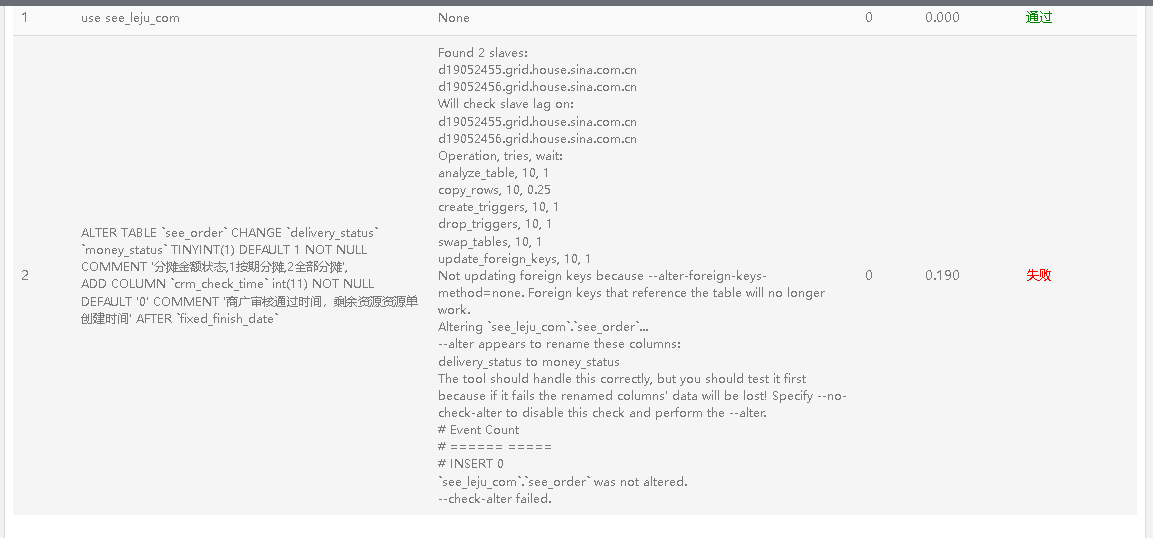 1 use see_leju_com None 0 0.000 通过
Found 2 slaves:
d19052455.grid.house.sina.com.cn
d19052456.grid.house.sina.com.cn
Will check slave lag on:
d19052455.grid.house.sina.com.cn
d19052456.grid.house.sina.com.cn
Operation, tries, wait:
analyze_table, 10, 1
copy_rows, 10, 0.25
create_triggers, 10, 1
drop_triggers, 10, 1
swap_tables, 10, 1
update_foreign_keys, 10, 1
Not updating foreign keys because --alter-foreign-keys-
method=none. Foreign keys that reference the table will no longer
work.
Altering `see_leju_com`.`see_order`...
--alter appears to rename these columns:
delivery_status to money_status
The tool should handle this correctly, but you should test it first
because if it fails the renamed columns' data will be lost! Specify --no-
check-alter to disable this check and perform the --alter.
# Event Count
# ====== =====
# INSERT 0
`see_leju_com`.`see_order` was not altered.
--check-alter failed.
2
ALTER TABLE `see_order` CHANGE `delivery_status`
`money_status` TINYINT(1) DEFAULT 1 NOT NULL
COMMENT '分摊金额状态,1按期分摊,2全部分摊',
ADD COLUMN `crm_check_time` int(11) NOT NULL
DEFAULT '0' COMMENT '商广审核通过时间，剩余资源资源单
创建时间' AFTER `fixed_finish_date`
0 0.190 失败